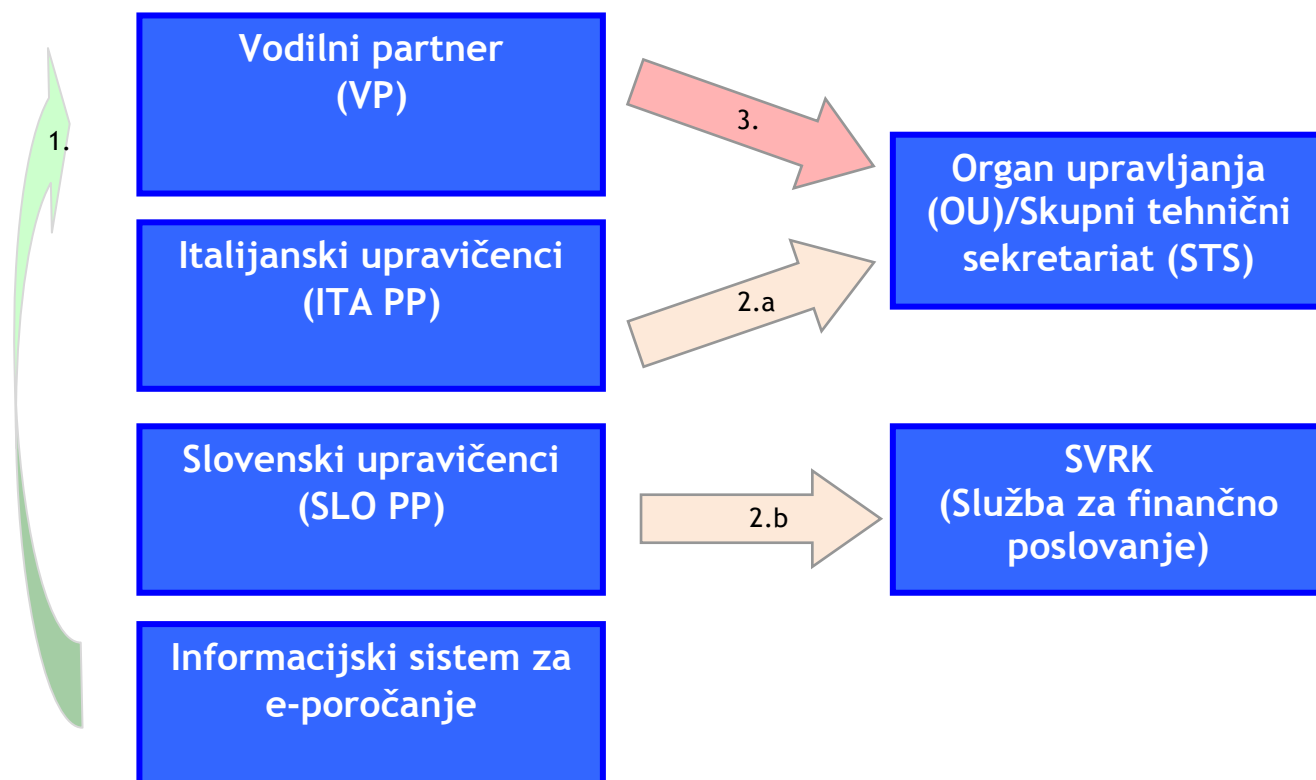 Vodilni partner
(VP)
1.
3.
Organ upravljanja
(OU)/Skupni tehnični
sekretariat (STS)
Italijanski upravičenci
(ITA PP)
2.a
Slovenski upravičenci
(SLO PP)
2.b
SVRK
(Služba za finančno
poslovanje)
Informacijski sistem za
e-poročanje